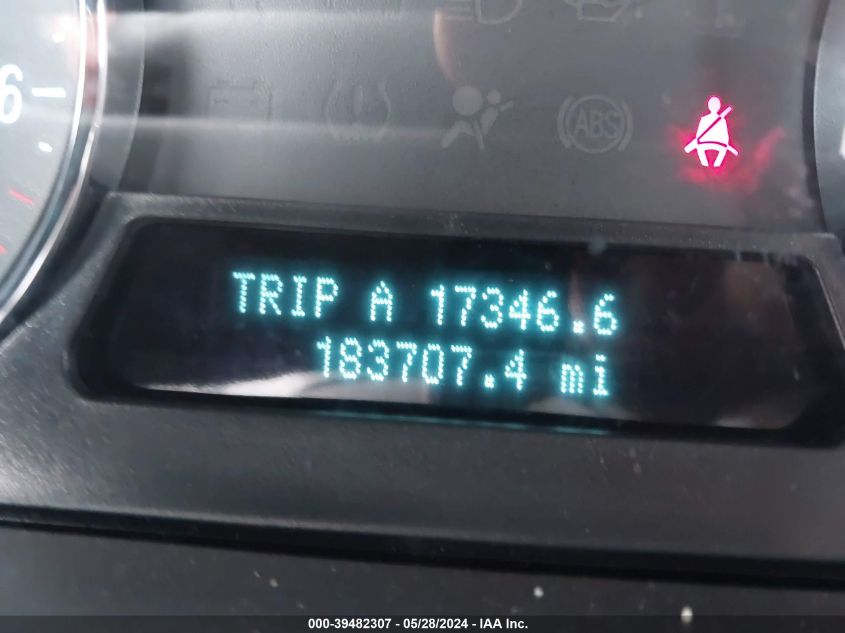 6
ABS
TRIP A 17346.6
183707.4 mi
000-39482307 - 05/28/2024 - IAA Inc.